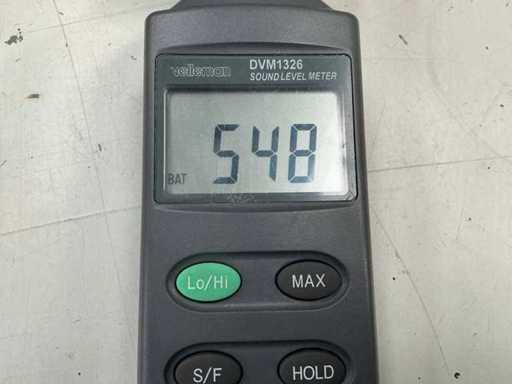 velleman DVM1326
SOUND LEVEL METER
BAT 548
Lo/Hi MAX
S/F HOLD